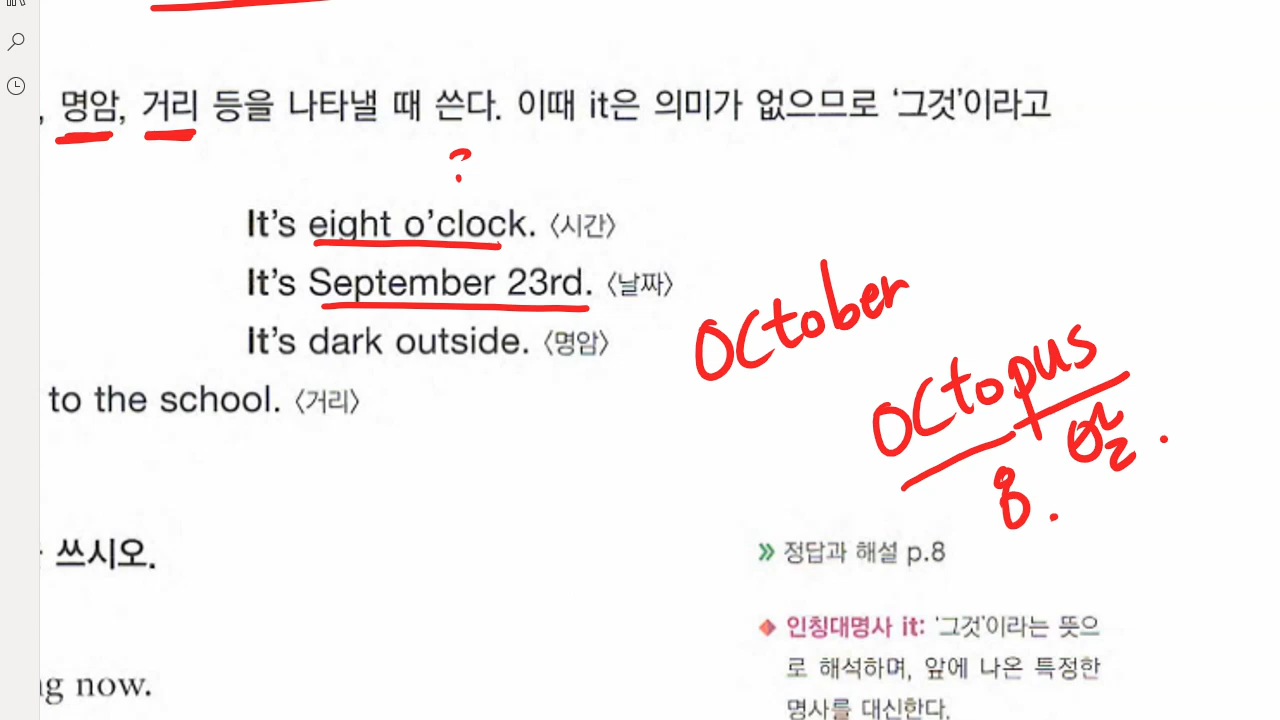 , 명암, 거리 등을 나타낼 때 쓴다. 이때 it은 의미가 없으므로 ‘그것’이라고
?
It’s eight o’clock. 〈시간〉
It’s September 23rd. 〈날짜〉
It’s dark outside. 〈명암〉
to the school. 〈거리〉
October
Octopus
8.
쓰시오.
» 정답과 해설 p.8
◆ 인칭대명사 it: ‘그것’이라는 뜻으
로 해석하며, 앞에 나온 특정한
명사를 대신한다.
ng now.